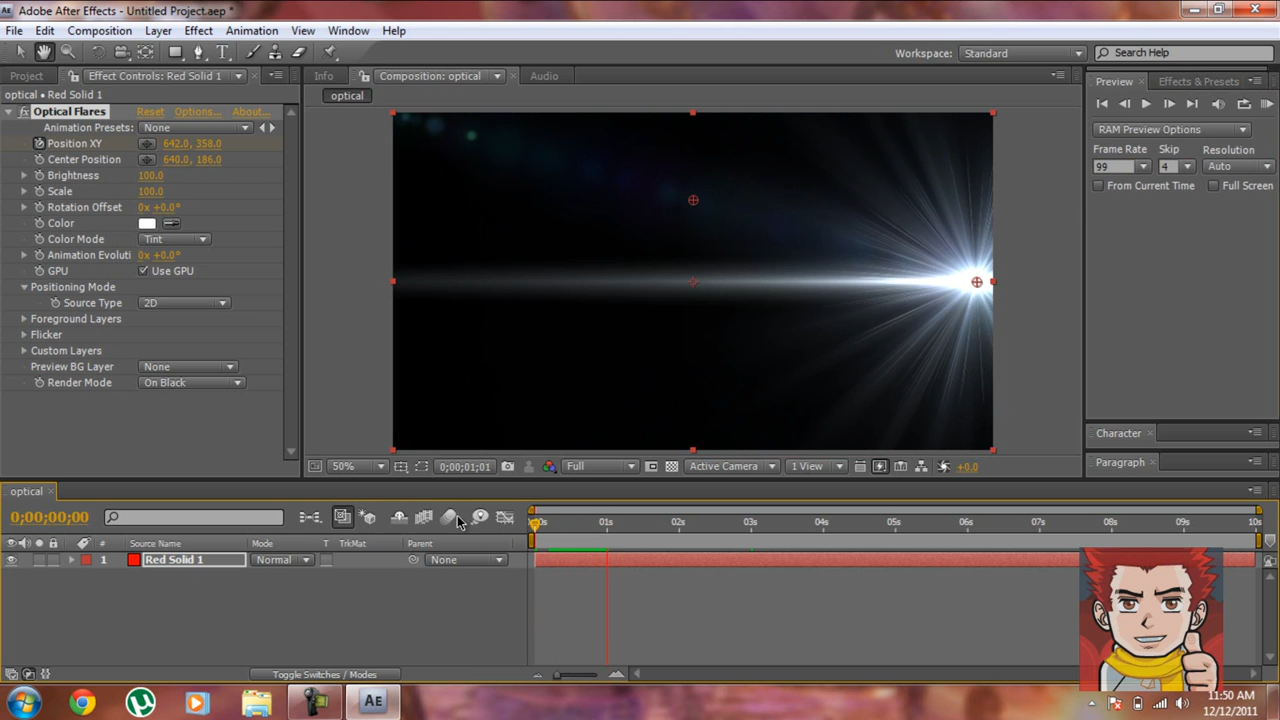 Adobe After Effects - Untitled Project.aep *
File Edit Composition Layer Effect Animation View Window Help
Workspace: Standard Search Help
Project Effect Controls: Red Solid 1 Info Composition: optical Audio Preview Effects & Presets
optical • Red Solid 1
optical
fx Optical Flares Reset Options... About...
Animation Presets: None
Position XY 642.0, 358.0
Center Position 640.0, 186.0
Brightness 100.0
Scale 100.0
Rotation Offset 0x +0.0°
Color
Color Mode Tint
Animation Evoluti 0x +0.0°
GPU Use GPU
Positioning Mode
Source Type 2D
Foreground Layers
Flicker
Custom Layers
Preview BG Layer None
Render Mode On Black
RAM Preview Options
Frame Rate Skip Resolution
99 4 Auto
From Current Time Full Screen
Character
Paragraph
50% 0;00;01;01 Full Active Camera 1 View +0.0
optical
0;00;00;00
01s 02s 03s 04s 05s 06s 07s 08s 09s 10s
# Source Name Mode T TrkMat Parent
1 Red Solid 1 Normal None
Toggle Switches / Modes
AE
11:50 AM
12/12/2011